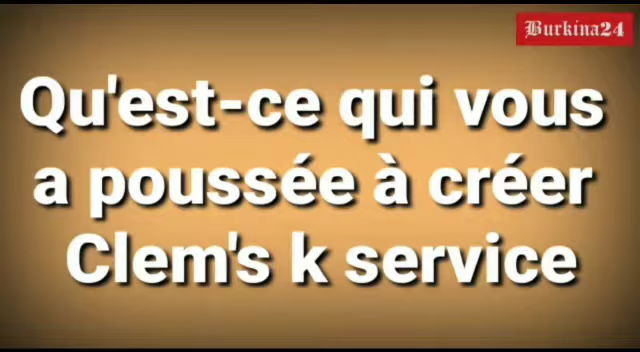 Burkina24
Qu'est-ce qui vous
a poussée à créer
Clem's k service